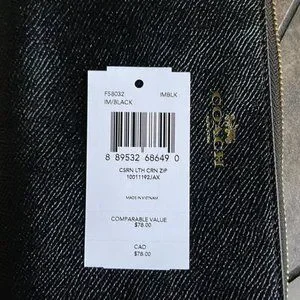 F58032 IMBLK
IM/BLACK
8 89532 68649 0
CSRN LTH CRN ZIP
10011192JAX
MADE IN VIETNAM
COMPARABLE VALUE
$78.00
CAD
$78.00
COACH